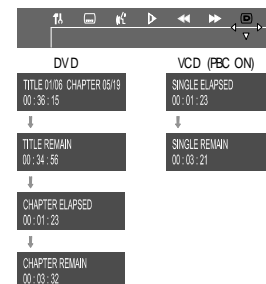 DVD
TITLE 01/06 CHAPTER 05/19
00 : 36 : 15
TITLE REMAIN
00 : 34 : 56
CHAPTER ELAPSED
00 : 01 : 23
CHAPTER REMAIN
00 : 03 : 32
VCD (PBC ON)
SINGLE ELAPSED
00 : 01 : 23
SINGLE REMAIN
00 : 03 : 21